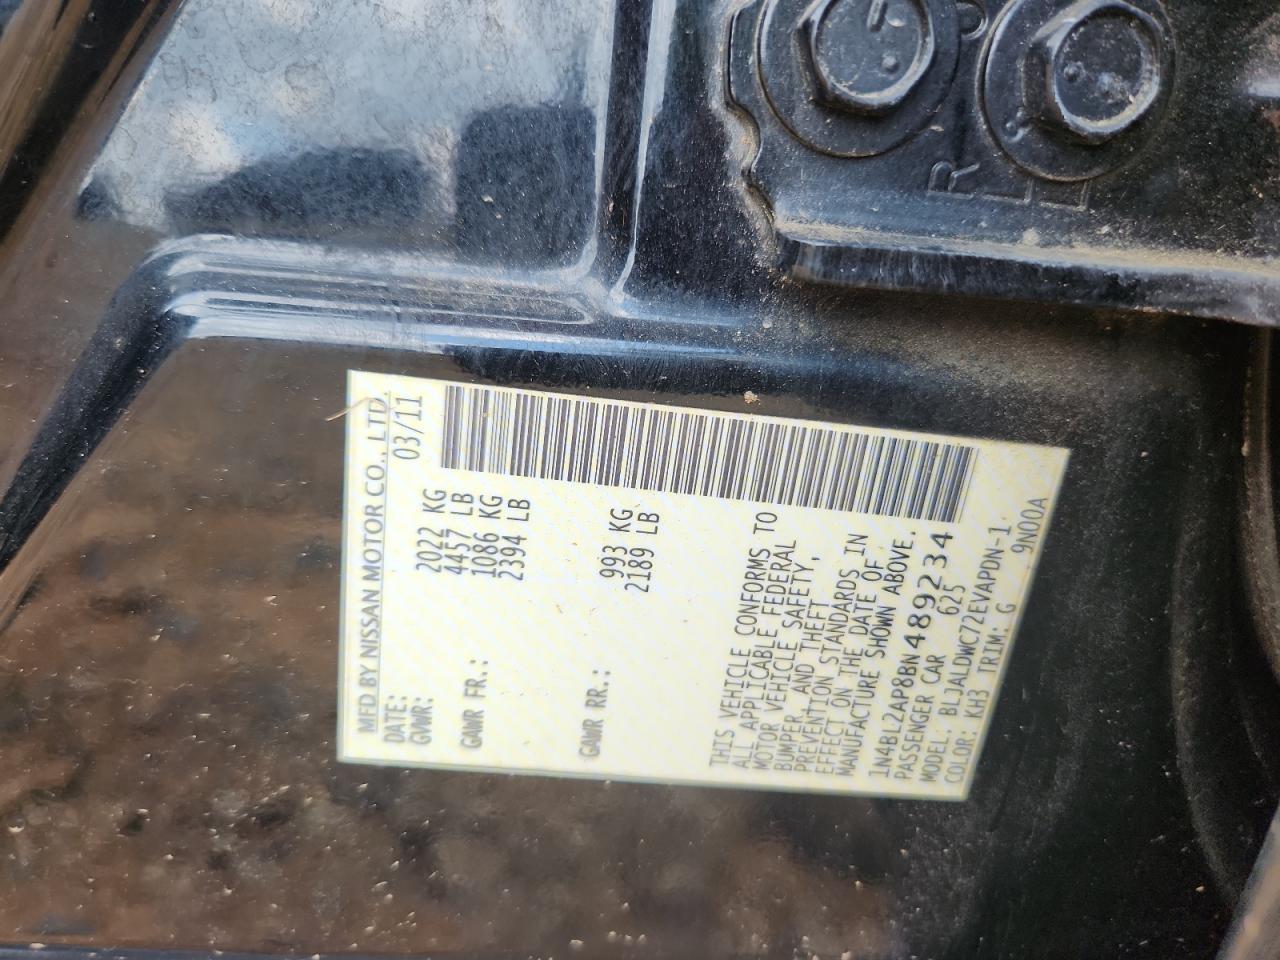 MFD BY NISSAN MOTOR CO., LTD.
DATE: 03/11
GVWR: 2022 KG
4457 LB
GAWR FR.: 1086 KG
2394 LB
GAWR RR.: 993 KG
2189 LB
THIS VEHICLE CONFORMS TO
ALL APPLICABLE FEDERAL
MOTOR VEHICLE SAFETY,
BUMPER, AND THEFT
PREVENTION STANDARDS IN
EFFECT ON THE DATE OF
MANUFACTURE SHOWN ABOVE.
1N4BL2AP8BN489234
PASSENGER CAR 625
MODEL: BLJALDWC72EVAPDN-1
COLOR: KH3 TRIM: G 9N00A
R